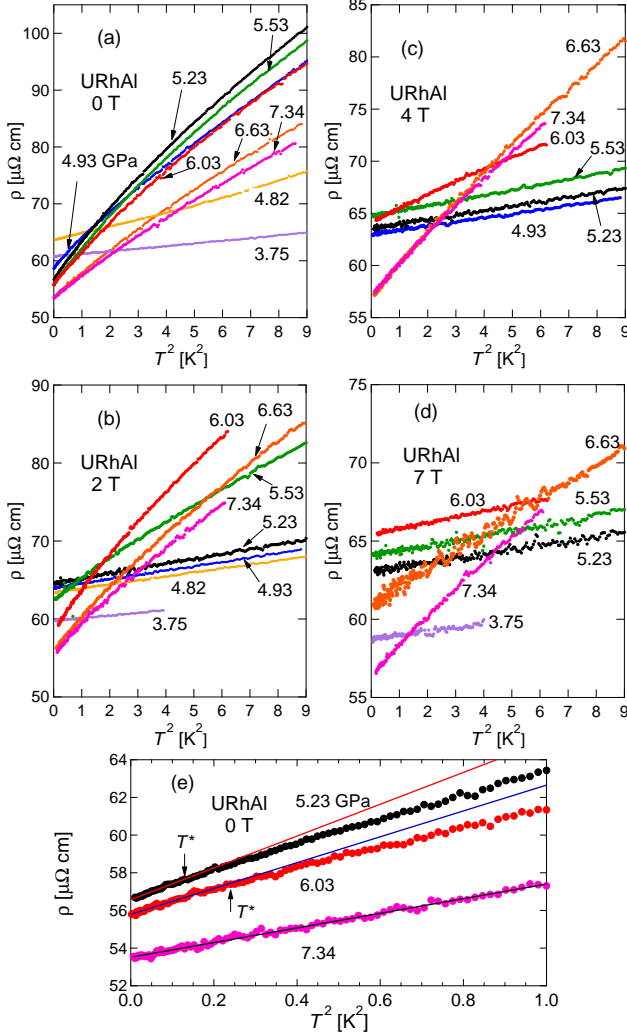 (a)
URhAl
0 T
5.53
5.23
7.34
6.63
6.03
4.93 GPa
4.82
3.75
ρ [μΩ cm]
100
90
80
70
60
50
0 1 2 3 4 5 6 7 8 9
T² [K²]
(c)
URhAl
4 T
6.63
7.34
6.03
5.53
4.93
5.23
ρ [μΩ cm]
85
80
75
70
65
60
55
0 1 2 3 4 5 6 7 8 9
T² [K²]
(b)
URhAl
2 T
6.03
6.63
5.53
7.34
5.23
4.82
4.93
3.75
ρ [μΩ cm]
90
80
70
60
50
0 1 2 3 4 5 6 7 8 9
T² [K²]
(d)
URhAl
7 T
6.63
6.03
5.53
5.23
7.34
3.75
ρ [μΩ cm]
75
70
65
60
55
0 1 2 3 4 5 6 7 8 9
T² [K²]
(e)
URhAl
0 T
5.23 GPa
T*
6.03
T*
7.34
ρ [μΩ cm]
64
62
60
58
56
54
52
0.0 0.2 0.4 0.6 0.8 1.0
T² [K²]